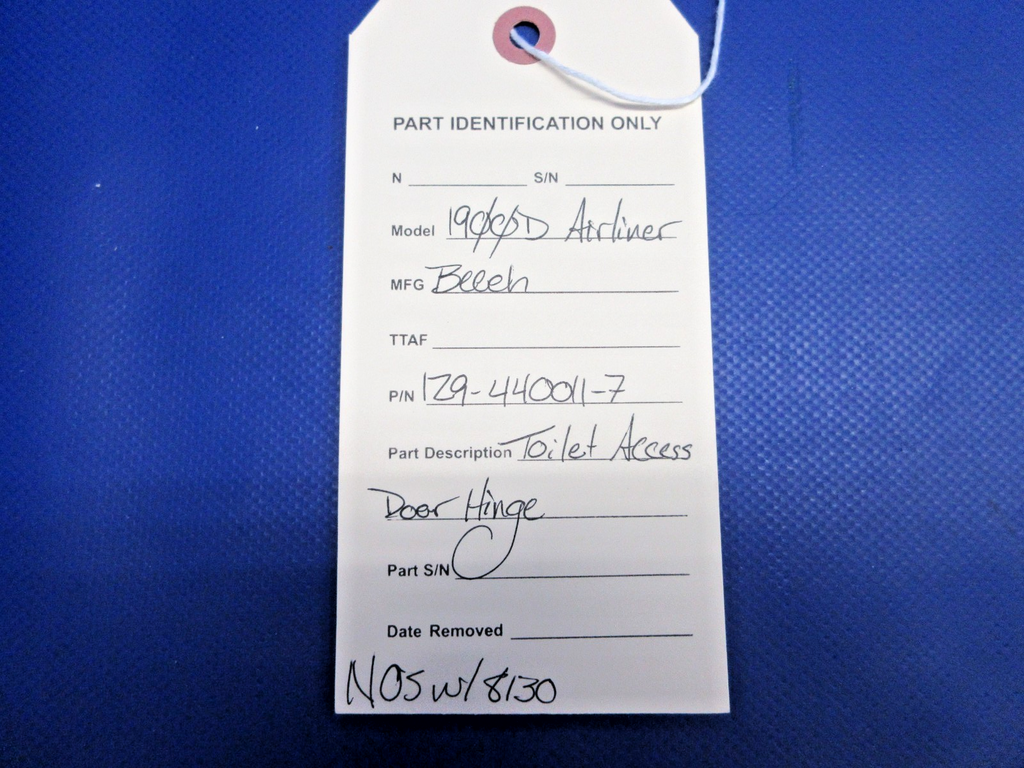 PART IDENTIFICATION ONLY
N S/N
Model 1900D Airliner
MFG Beech
TTAF
P/N 129-440011-7
Part Description Toilet Access
Door Hinge
Part S/N
Date Removed
NOS w/ 8130